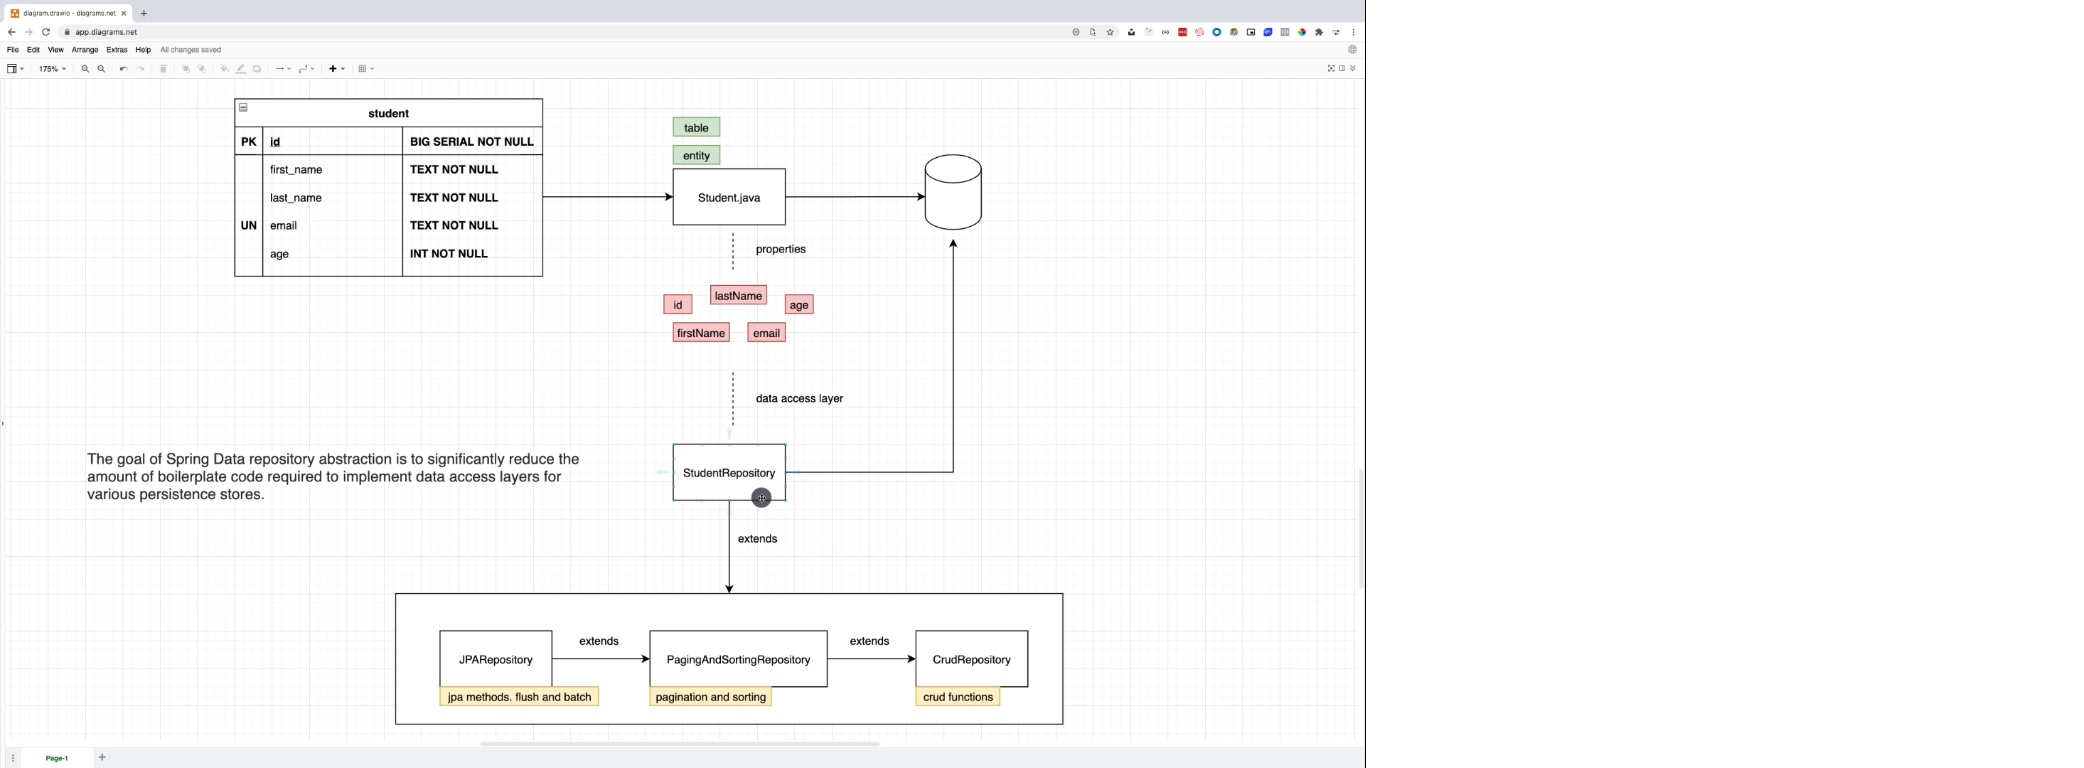 diagram.drawio - diagrams.net
app.diagrams.net
File Edit View Arrange Extras Help All changes saved
175%
student
PK id BIG SERIAL NOT NULL
first_name TEXT NOT NULL
last_name TEXT NOT NULL
UN email TEXT NOT NULL
age INT NOT NULL
table
entity
Student.java
properties
id
lastName
age
firstName
email
data access layer
The goal of Spring Data repository abstraction is to significantly reduce the
amount of boilerplate code required to implement data access layers for
various persistence stores.
StudentRepository
extends
JPARepository
extends
PagingAndSortingRepository
extends
CrudRepository
jpa methods. flush and batch
pagination and sorting
crud functions
Page-1